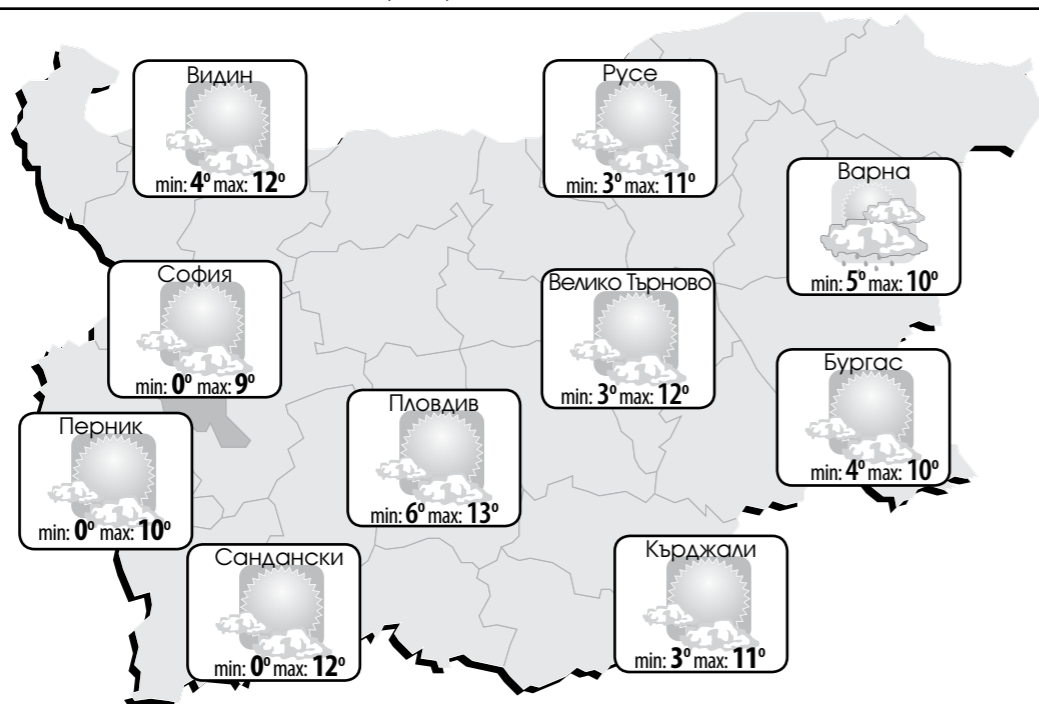 Видин
min: 4° max: 12°
Русе
min: 3° max: 11°
Варна
min: 5° max: 10°
София
min: 0° max: 9°
Велико Търново
min: 3° max: 12°
Бургас
min: 4° max: 10°
Пловдив
min: 6° max: 13°
Перник
min: 0° max: 10°
Сандански
min: 0° max: 12°
Кърджали
min: 3° max: 11°